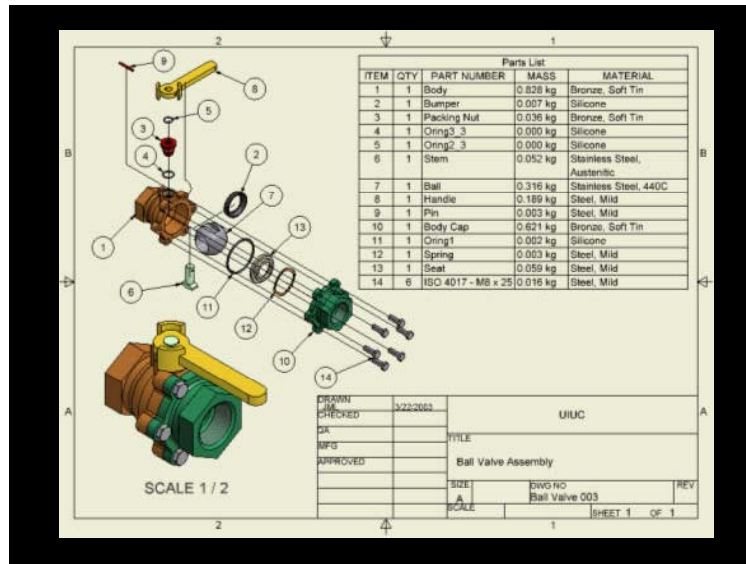 2 1
9
8
5
3
4
2
7
13
1
6
11
12
10
14
B B
A A
Parts List
ITEM QTY PART NUMBER MASS MATERIAL
1 1 Body 0.828 kg Bronze, Soft Tin
2 1 Bumper 0.007 kg Silicone
3 1 Packing Nut 0.036 kg Bronze, Soft Tin
4 1 Oring3_3 0.000 kg Silicone
5 1 Oring2_3 0.000 kg Silicone
6 1 Stem 0.052 kg Stainless Steel,
Austenitic
7 1 Ball 0.316 kg Stainless Steel, 440C
8 1 Handle 0.189 kg Steel, Mild
9 1 Pin 0.003 kg Steel, Mild
10 1 Body Cap 0.621 kg Bronze, Soft Tin
11 1 Oring1 0.002 kg Silicone
12 1 Spring 0.003 kg Steel, Mild
13 1 Seat 0.059 kg Steel, Mild
14 6 ISO 4017 - M8 x 25 0.016 kg Steel, Mild
SCALE 1 / 2
DRAWN
JML 3/22/2003
CHECKED
QA
MFG
APPROVED
UIUC
TITLE
Ball Valve Assembly
SIZE
A
DWG NO
Ball Valve 003
REV
SCALE
SHEET 1 OF 1
2 1